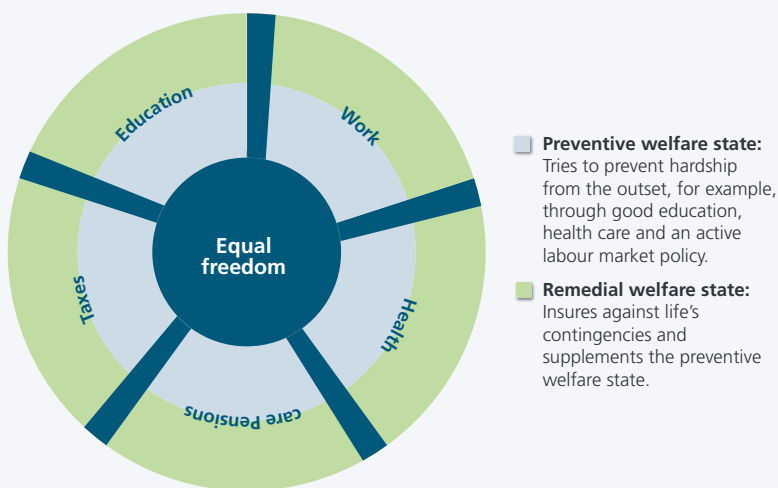 Education
Work
Health
care Pensions
Taxes
Equal
freedom
Preventive welfare state:
Tries to prevent hardship
from the outset, for example,
through good education,
health care and an active
labour market policy.
Remedial welfare state:
Insures against life's
contingencies and
supplements the preventive
welfare state.